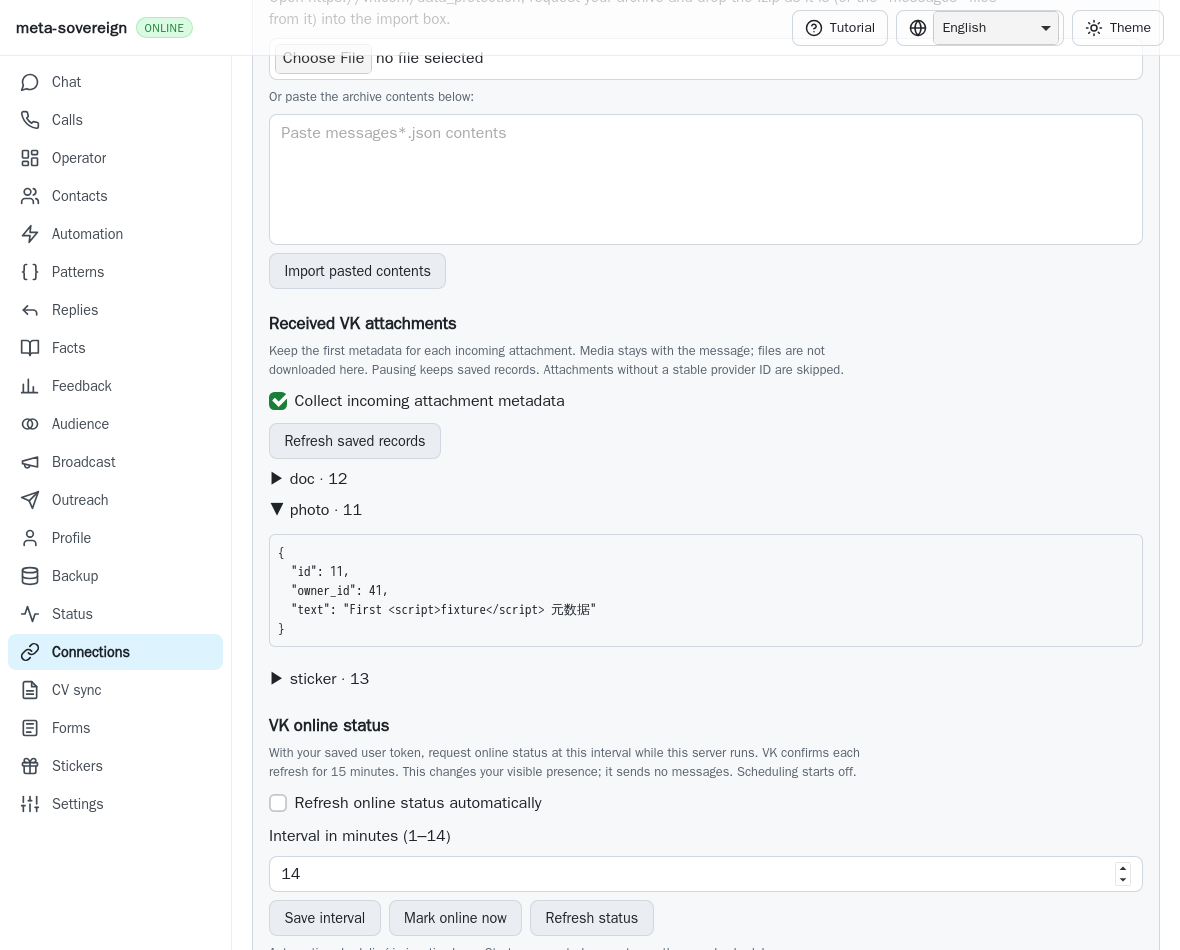 meta-sovereign ONLINE
Tutorial
English
Theme
Chat
Calls
Operator
Contacts
Automation
Patterns
Replies
Facts
Feedback
Audience
Broadcast
Outreach
Profile
Backup
Status
Connections
CV sync
Forms
Stickers
Settings
from it) into the import box.
Choose File no file selected
Or paste the archive contents below:
Paste messages*.json contents
Import pasted contents
Received VK attachments
Keep the first metadata for each incoming attachment. Media stays with the message; files are not
downloaded here. Pausing keeps saved records. Attachments without a stable provider ID are skipped.
Collect incoming attachment metadata
Refresh saved records
▶ doc · 12
▼ photo · 11
{
"id": 11,
"owner_id": 41,
"text": "First <script>fixture</script> 元数据"
}
▶ sticker · 13
VK online status
With your saved user token, request online status at this interval while this server runs. VK confirms each
refresh for 15 minutes. This changes your visible presence; it sends no messages. Scheduling starts off.
Refresh online status automatically
Interval in minutes (1–14)
14
Save interval
Mark online now
Refresh status